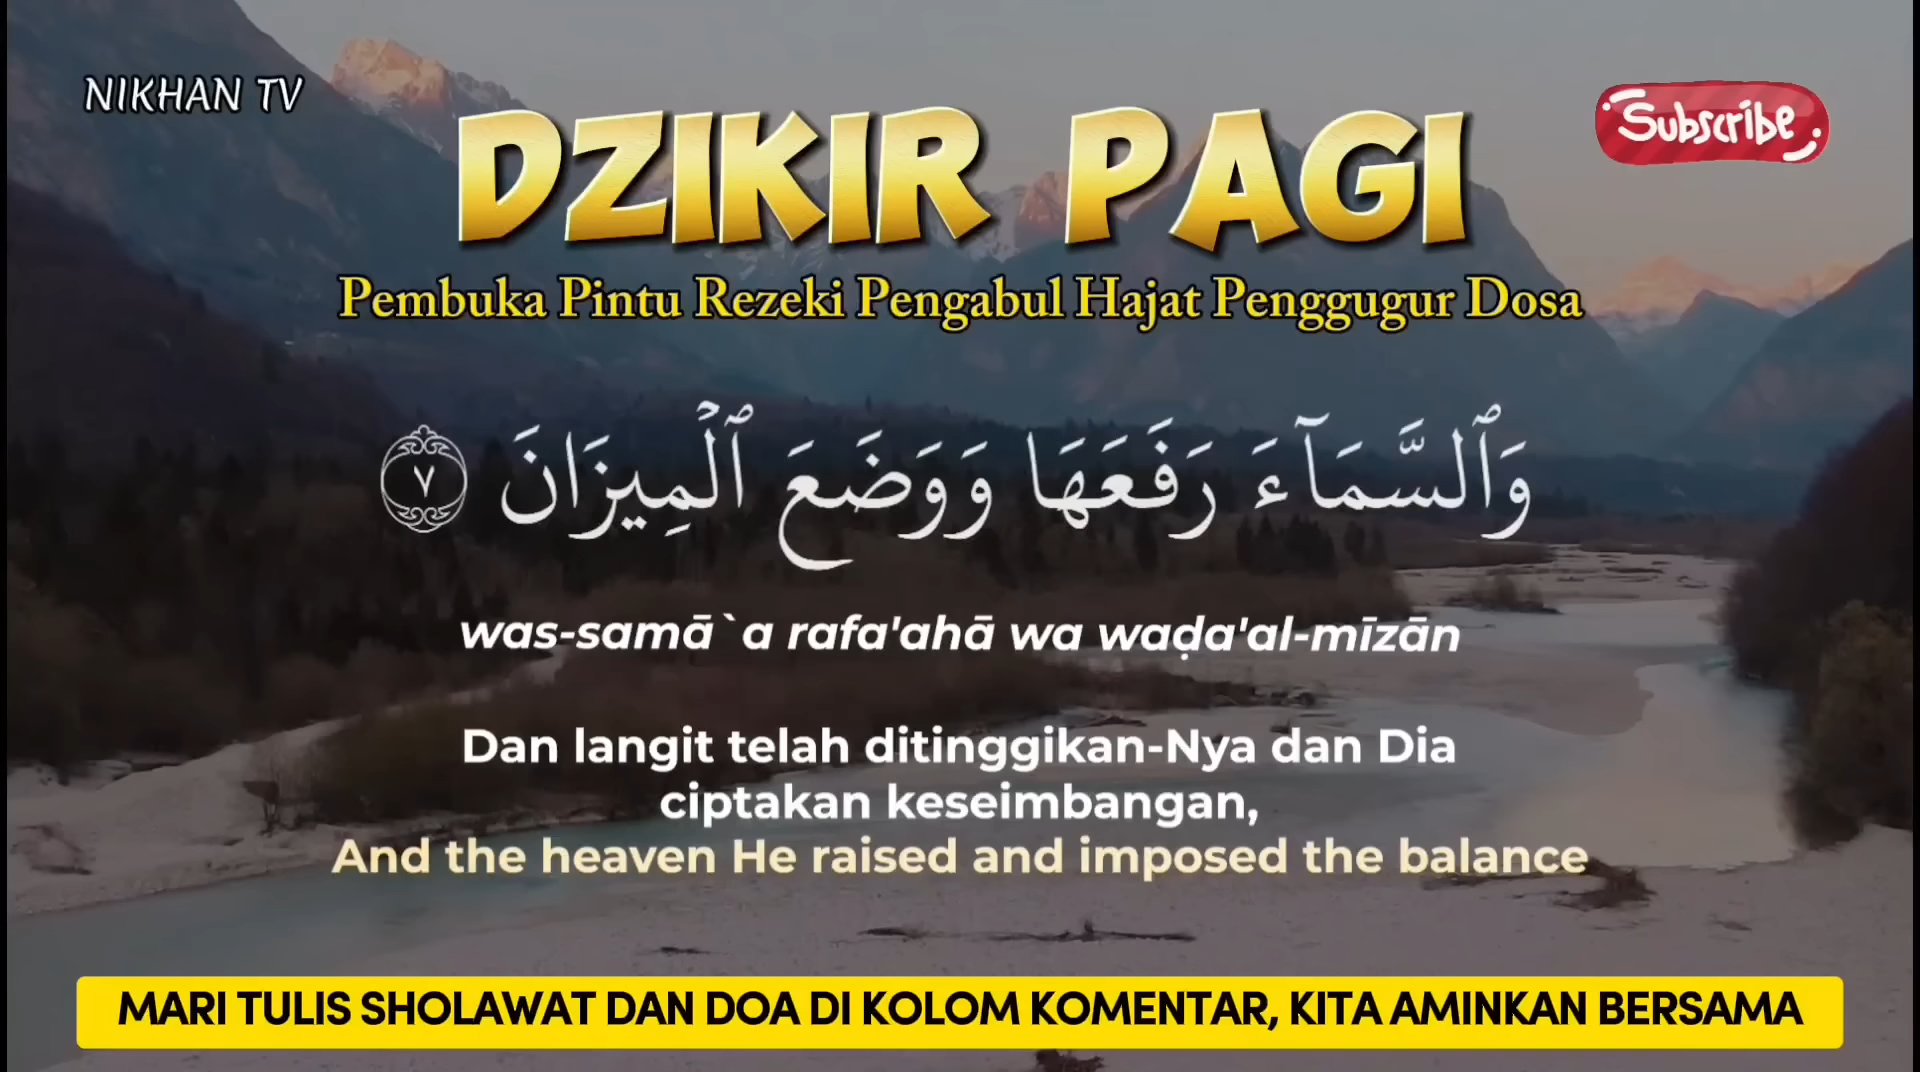 NIKHAN TV
Subscribe
DZIKIR PAGI
Pembuka Pintu Rezeki Pengabul Hajat Penggugur Dosa
وَٱلسَّمَآءَ رَفَعَهَا وَوَضَعَ ٱلْمِيزَانَ ٧
was-samā`a rafa'ahā wa waḍa'al-mīzān
Dan langit telah ditinggikan-Nya dan Dia
ciptakan keseimbangan,
And the heaven He raised and imposed the balance
MARI TULIS SHOLAWAT DAN DOA DI KOLOM KOMENTAR, KITA AMINKAN BERSAMA